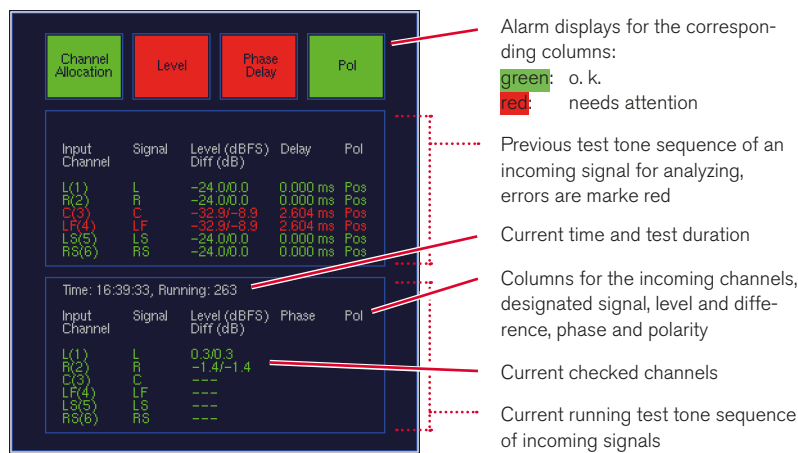 Channel
Allocation
Level
Phase
Delay
Pol
Input
Channel
Signal
Level (dBFS)
Diff (dB)
Delay
Pol
L(1) L -24.0/0.0 0.000 ms Pos
R(2) R -24.0/0.0 0.000 ms Pos
C(3) C -32.9/-8.9 2.604 ms Pos
LF(4) LF -32.9/-8.9 2.604 ms Pos
LS(5) LS -24.0/0.0 0.000 ms Pos
RS(6) RS -24.0/0.0 0.000 ms Pos
Time: 16:39:33, Running: 263
Input
Channel
Signal
Level (dBFS)
Diff (dB)
Phase
Pol
L(1) L 0.3/0.3
R(2) R -1.4/-1.4
C(3) C ---
LF(4) LF ---
LS(5) LS ---
RS(6) RS ---
Alarm displays for the correspon-
ding columns:
green: o. k.
red: needs attention
Previous test tone sequence of an
incoming signal for analyzing,
errors are marke red
Current time and test duration
Columns for the incoming channels,
designated signal, level and diffe-
rence, phase and polarity
Current checked channels
Current running test tone sequence
of incoming signals